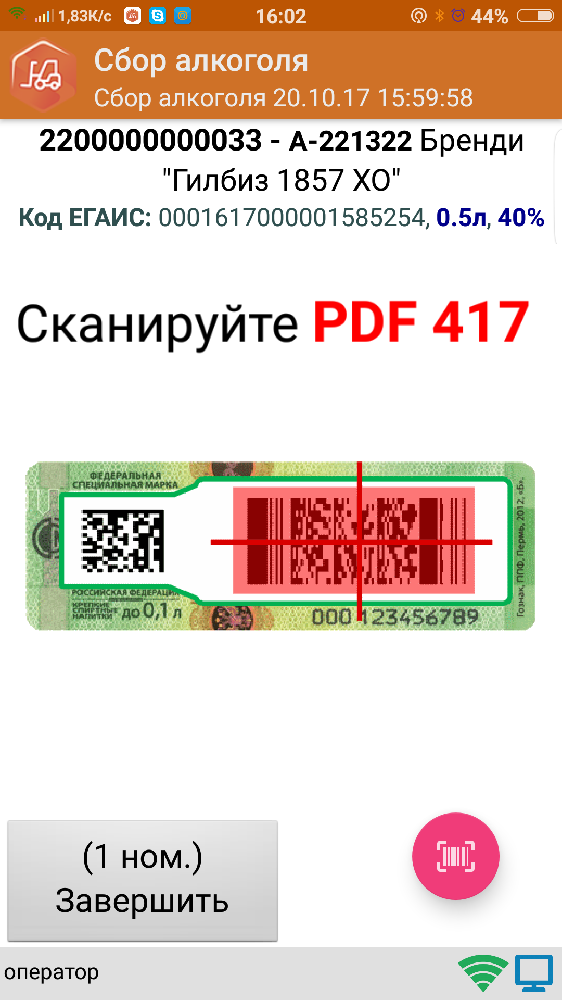 1,83К/с 16:02 44%
Сбор алкоголя
Сбор алкоголя 20.10.17 15:59:58
2200000000033 - А-221322 Бренди
"Гилбиз 1857 ХО"
Код ЕГАИС: 0001617000001585254, 0.5л, 40%
Сканируйте PDF 417
ФЕДЕРАЛЬНАЯ
СПЕЦИАЛЬНАЯ МАРКА
РОССИЙСКАЯ ФЕДЕРАЦИЯ
КРЕПКИЕ
СПИРТНЫЕ
НАПИТКИ
до 0,1 л
000 123456789
Гознак, ППФ, Пермь, 2012, «Б».
(1 ном.)
Завершить
оператор